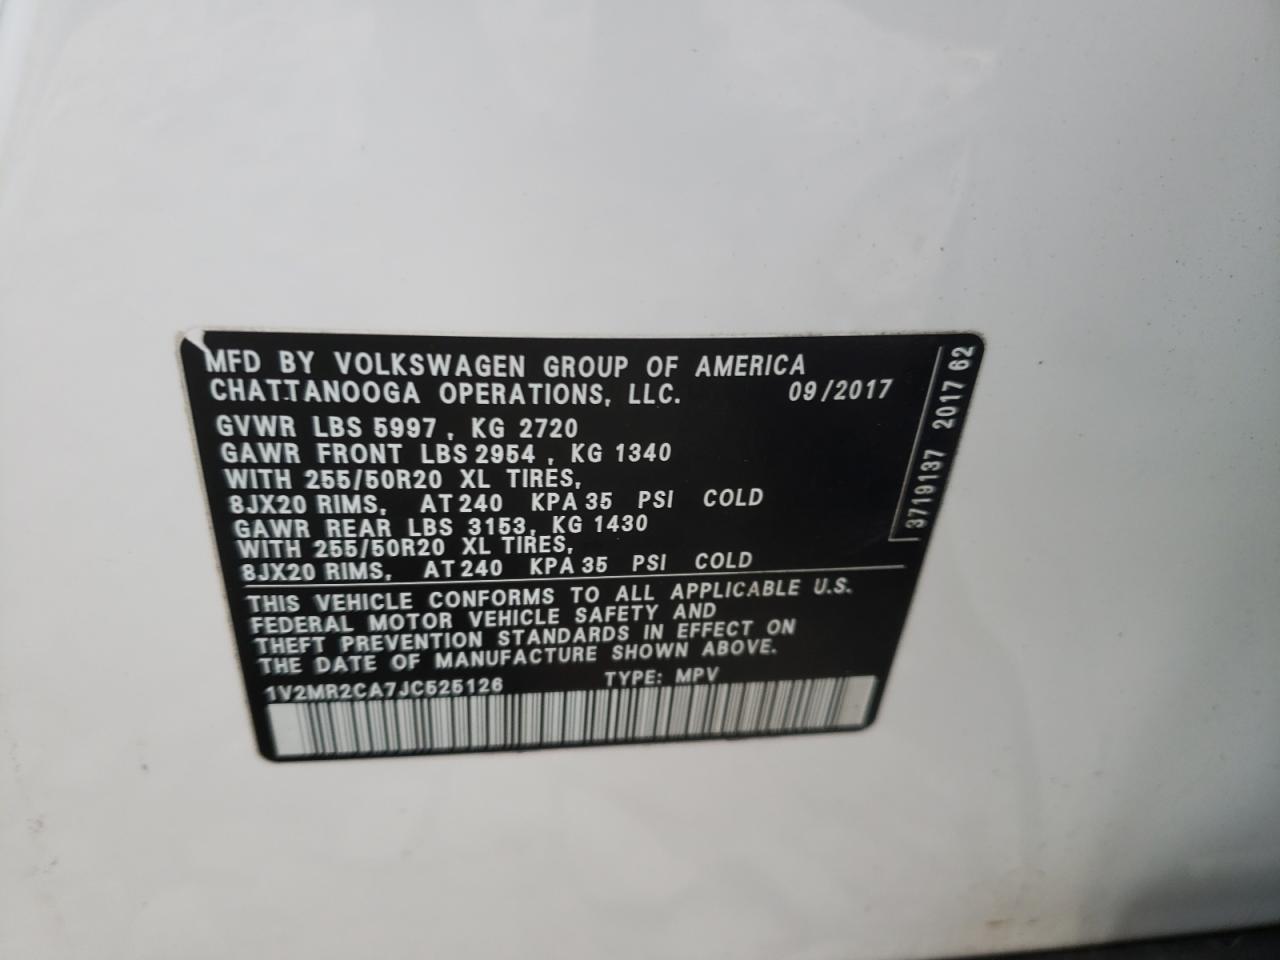 MFD BY VOLKSWAGEN GROUP OF AMERICA
CHATTANOOGA OPERATIONS, LLC. 09/2017
GVWR LBS 5997, KG 2720
GAWR FRONT LBS 2954, KG 1340
WITH 255/50R20 XL TIRES,
8JX20 RIMS, AT 240 KPA 35 PSI COLD
GAWR REAR LBS 3153, KG 1430
WITH 255/50R20 XL TIRES,
8JX20 RIMS, AT 240 KPA 35 PSI COLD
THIS VEHICLE CONFORMS TO ALL APPLICABLE U.S.
FEDERAL MOTOR VEHICLE SAFETY AND
THEFT PREVENTION STANDARDS IN EFFECT ON
THE DATE OF MANUFACTURE SHOWN ABOVE.
1V2MR2CA7JC525126 TYPE: MPV
3719137 2017 62